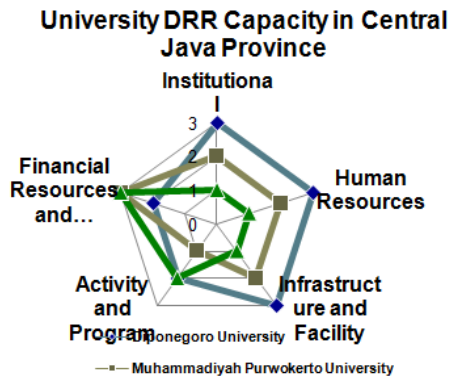 University DRR Capacity in Central
Java Province
Institutiona
l
3
2
1
0
Human
Resources
Infrastruct
ure and
Facility
Activity
and
Program
Financial
Resources
and…
Diponegoro University
Muhammadiyah Purwokerto University